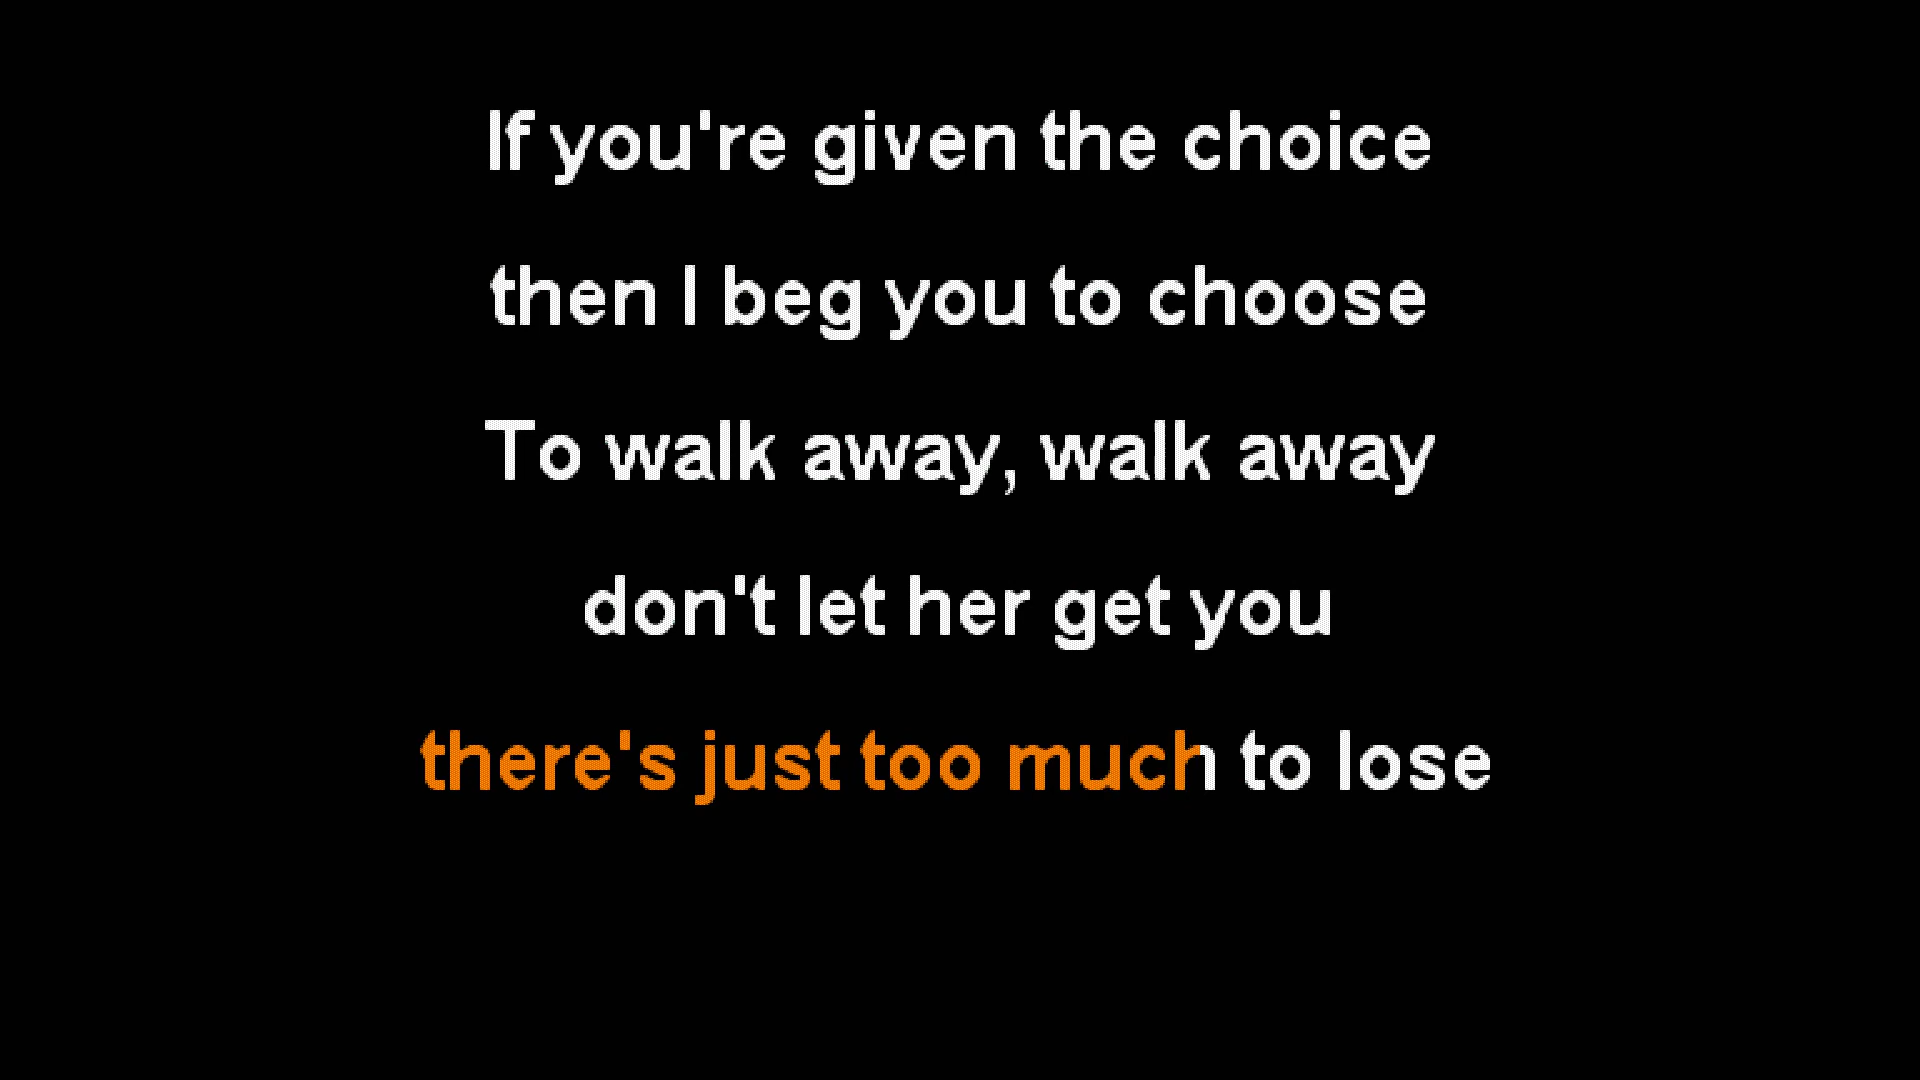 If you're given the choice
then I beg you to choose
To walk away, walk away
don't let her get you
there's just too much to lose